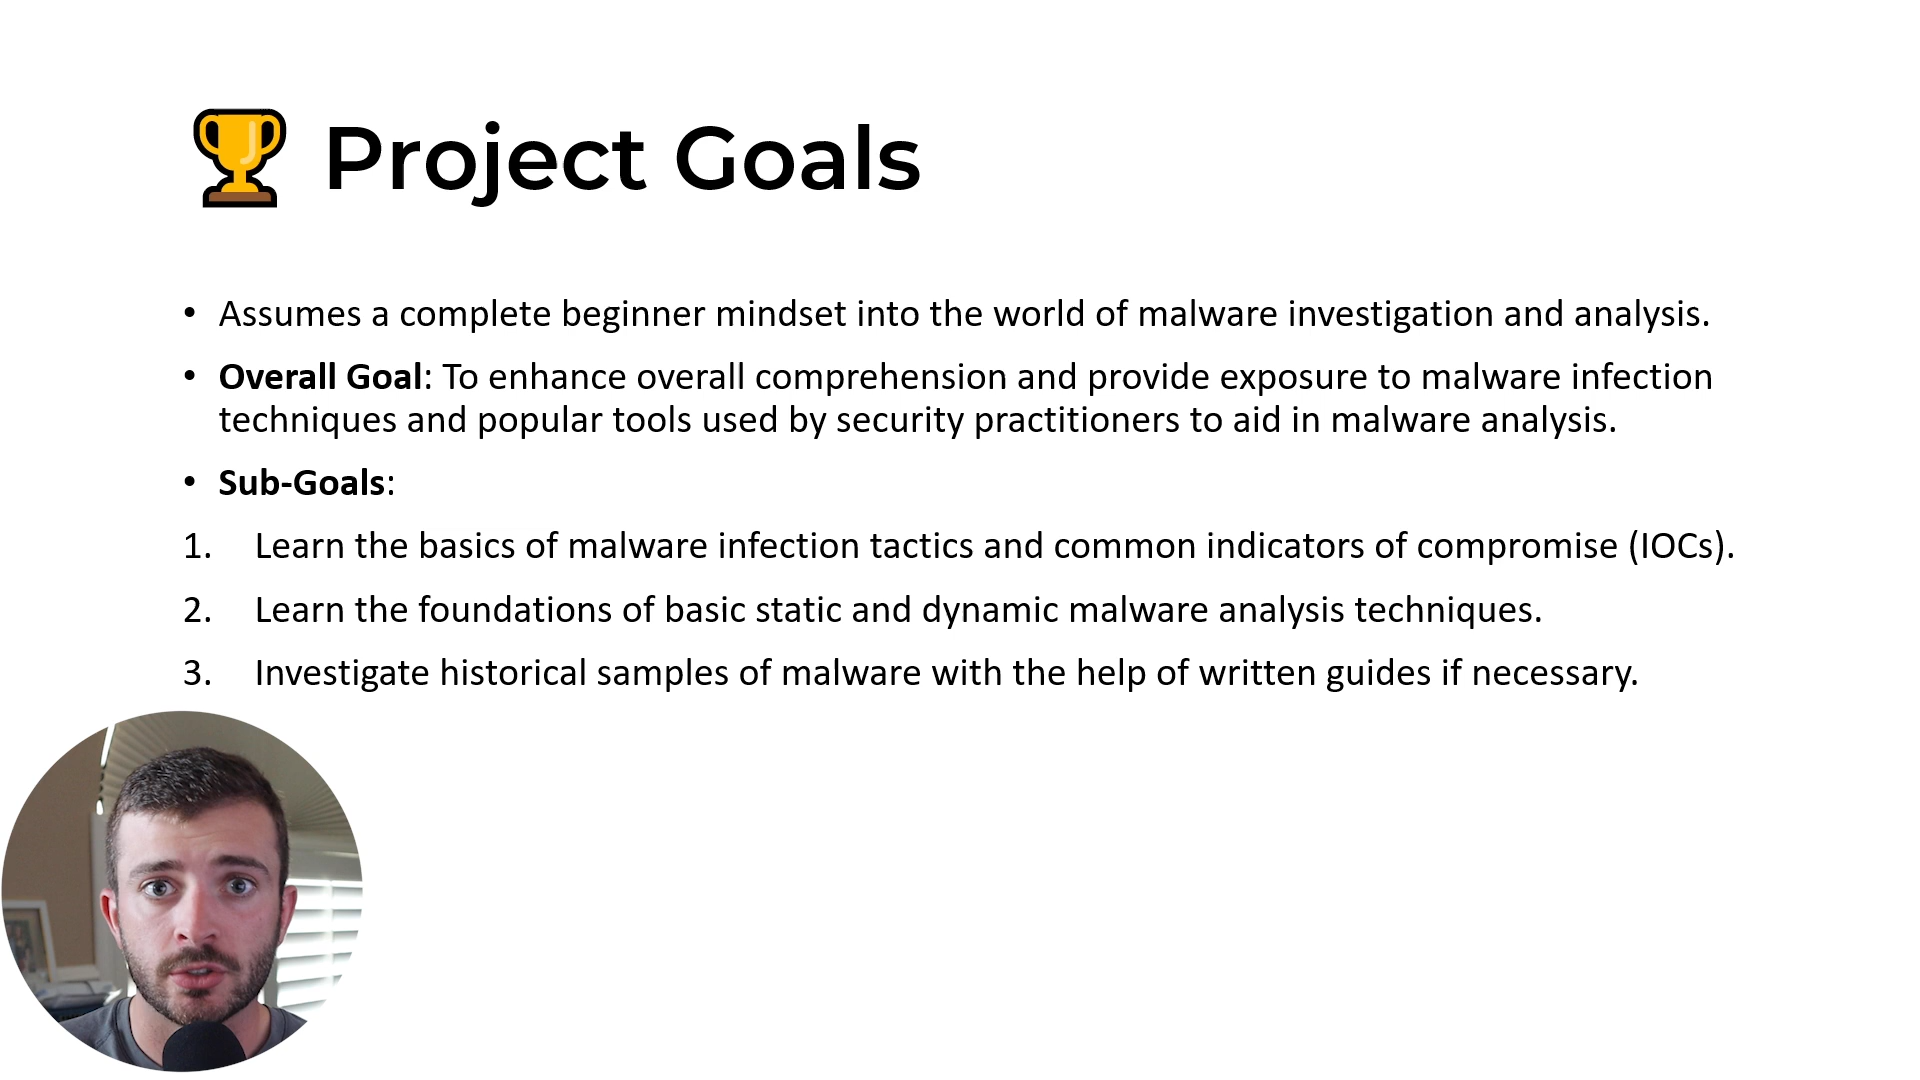 Project Goals
• Assumes a complete beginner mindset into the world of malware investigation and analysis.
• Overall Goal: To enhance overall comprehension and provide exposure to malware infection
techniques and popular tools used by security practitioners to aid in malware analysis.
• Sub-Goals:
1. Learn the basics of malware infection tactics and common indicators of compromise (IOCs).
2. Learn the foundations of basic static and dynamic malware analysis techniques.
3. Investigate historical samples of malware with the help of written guides if necessary.